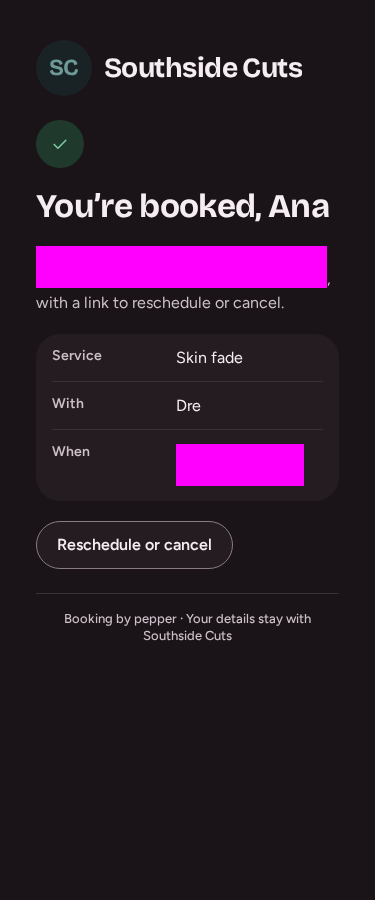 SC
Southside Cuts
You're booked, Ana
,
with a link to reschedule or cancel.
Service
Skin fade
With
Dre
When
Reschedule or cancel
Booking by pepper · Your details stay with
Southside Cuts